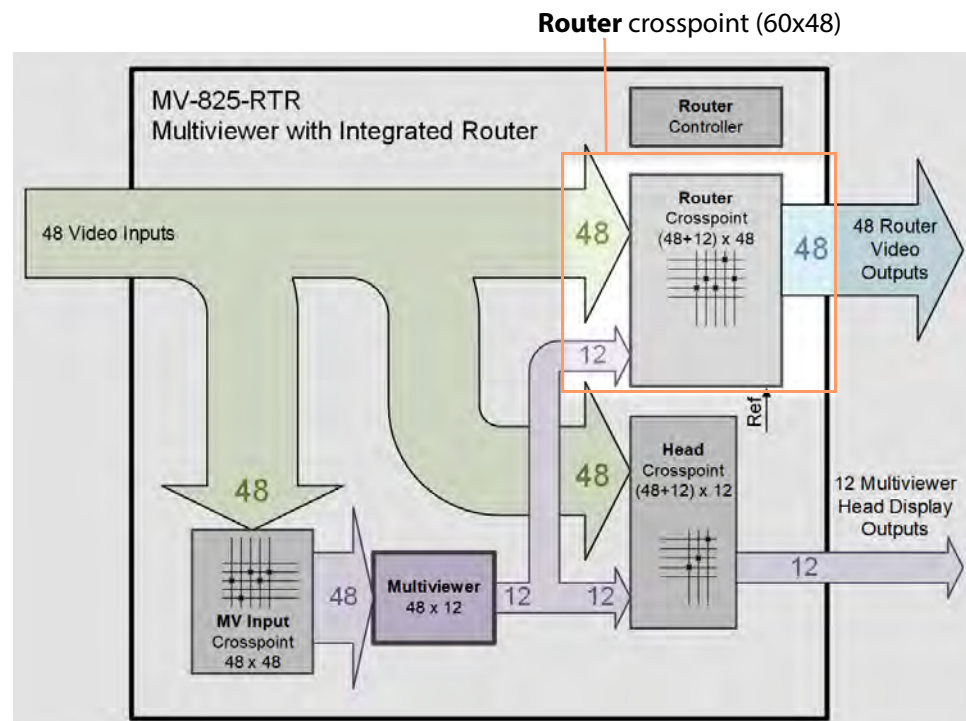 Router crosspoint (60x48)
MV-825-RTR
Multiviewer with Integrated Router
Router
Controller
48 Video Inputs
48
Router
Crosspoint
(48+12) x 48
48
48 Router
Video
Outputs
12
Ref
48
48
Head
Crosspoint
(48+12) x 12
12 Multiviewer
Head Display
Outputs
MV Input
Crosspoint
48 x 48
48
Multiviewer
48 x 12
12
12
12